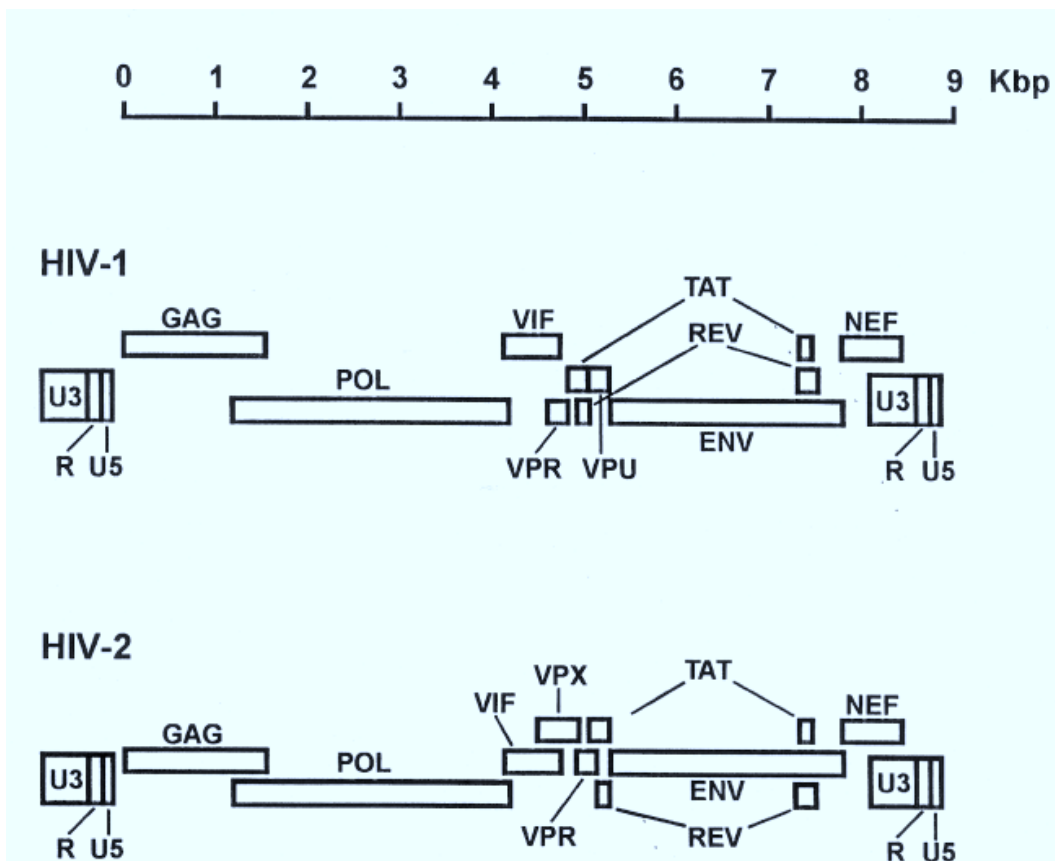 0 1 2 3 4 5 6 7 8 9 Kbp
HIV-1
TAT
GAG VIF REV NEF
U3 POL U3
R U5 VPR VPU ENV R U5
HIV-2
VPX TAT
VIF NEF
GAG
U3 POL U3
ENV
VPR REV
R U5 R U5